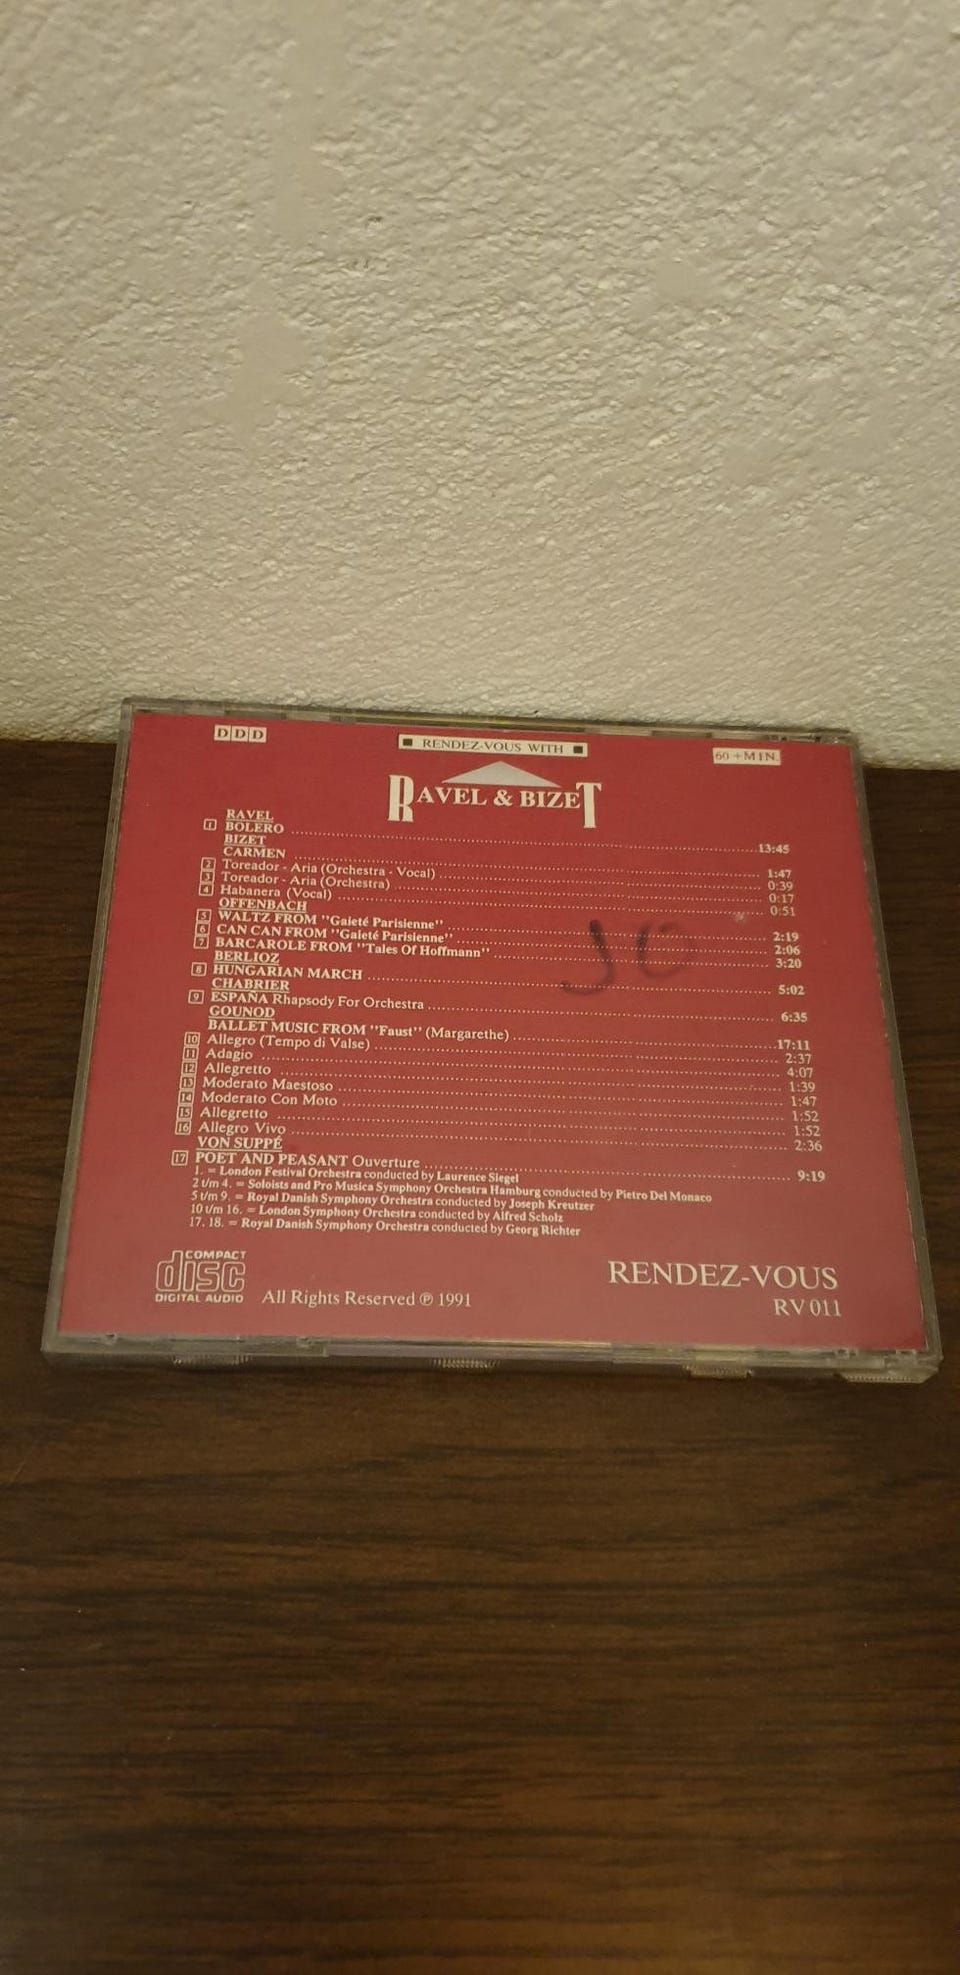 DDD
RENDEZ-VOUS WITH
60 + MIN.
RAVEL & BIZET
RAVEL
1 BOLERO 13:45
BIZET
CARMEN 1:47
2 Toreador - Aria (Orchestra - Vocal) 0:39
3 Toreador - Aria (Orchestra) 0:17
4 Habanera (Vocal) 0:51
OFFENBACH
5 WALTZ FROM "Gaieté Parisienne" 2:19
6 CAN CAN FROM "Gaieté Parisienne" 2:06
7 BARCAROLE FROM "Tales Of Hoffmann" 3:20
BERLIOZ
8 HUNGARIAN MARCH 5:02
CHABRIER
9 ESPAÑA Rhapsody For Orchestra 6:35
GOUNOD
BALLET MUSIC FROM "Faust" (Margarethe) 17:11
10 Allegro (Tempo di Valse) 2:37
11 Adagio 4:07
12 Allegretto 1:39
13 Moderato Maestoso 1:47
14 Moderato Con Moto 1:52
15 Allegretto 1:52
16 Allegro Vivo 2:36
VON SUPPÉ
17 POET AND PEASANT Ouverture 9:19
1. = London Festival Orchestra conducted by Laurence Siegel
2 t/m 4. = Soloists and Pro Musica Symphony Orchestra Hamburg conducted by Pietro Del Monaco
5 t/m 9. = Royal Danish Symphony Orchestra conducted by Joseph Kreutzer
10 t/m 16. = London Symphony Orchestra conducted by Alfred Scholz
17. 18. = Royal Danish Symphony Orchestra conducted by Georg Richter
COMPACT
disc
DIGITAL AUDIO
All Rights Reserved ℗ 1991
RENDEZ-VOUS
RV 011